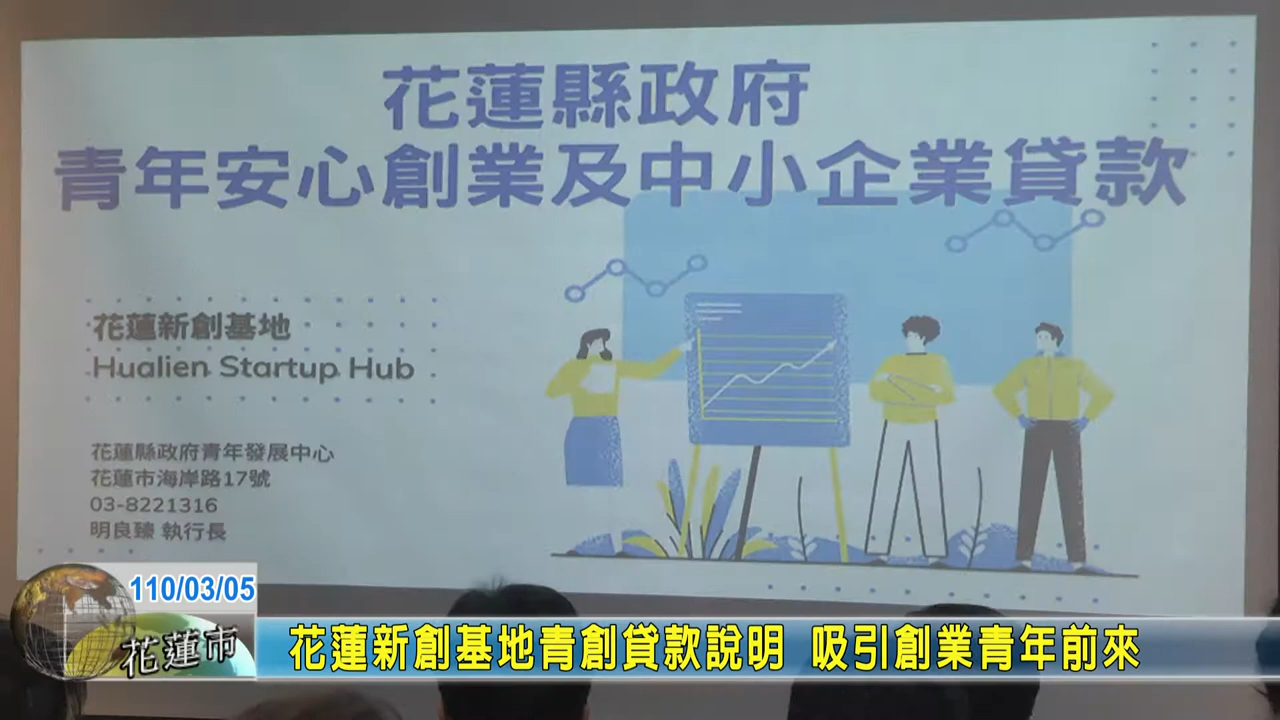 花蓮縣政府
青年安心創業及中小企業貸款
花蓮新創基地
Hualien Startup Hub
花蓮縣政府青年發展中心
花蓮市海岸路17號
03-8221316
明良臻 執行長
110/03/05
花蓮市
花蓮新創基地青創貸款說明 吸引創業青年前來